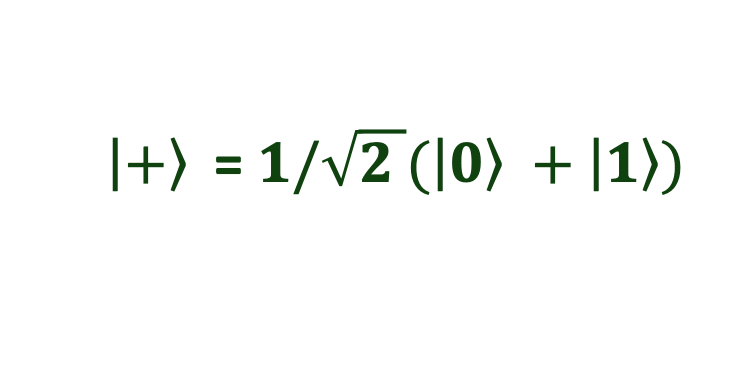 |+⟩ = 1/√2 (|0⟩ + |1⟩)